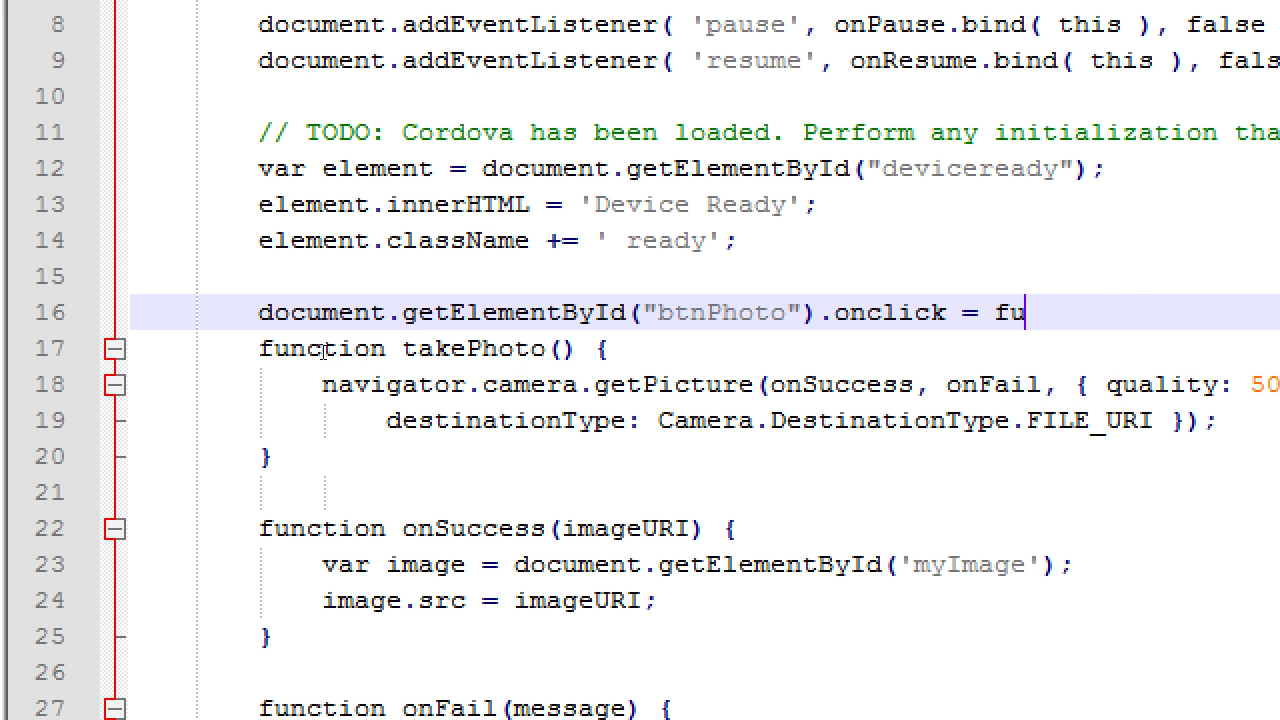 8 document.addEventListener( 'pause', onPause.bind( this ), false
9 document.addEventListener( 'resume', onResume.bind( this ), fals
10
11 // TODO: Cordova has been loaded. Perform any initialization tha
12 var element = document.getElementById("deviceready");
13 element.innerHTML = 'Device Ready';
14 element.className += ' ready';
15
16 document.getElementById("btnPhoto").onclick = fu
17 function takePhoto() {
18 navigator.camera.getPicture(onSuccess, onFail, { quality: 50
19 destinationType: Camera.DestinationType.FILE_URI });
20 }
21
22 function onSuccess(imageURI) {
23 var image = document.getElementById('myImage');
24 image.src = imageURI;
25 }
26
27 function onFail(message) {